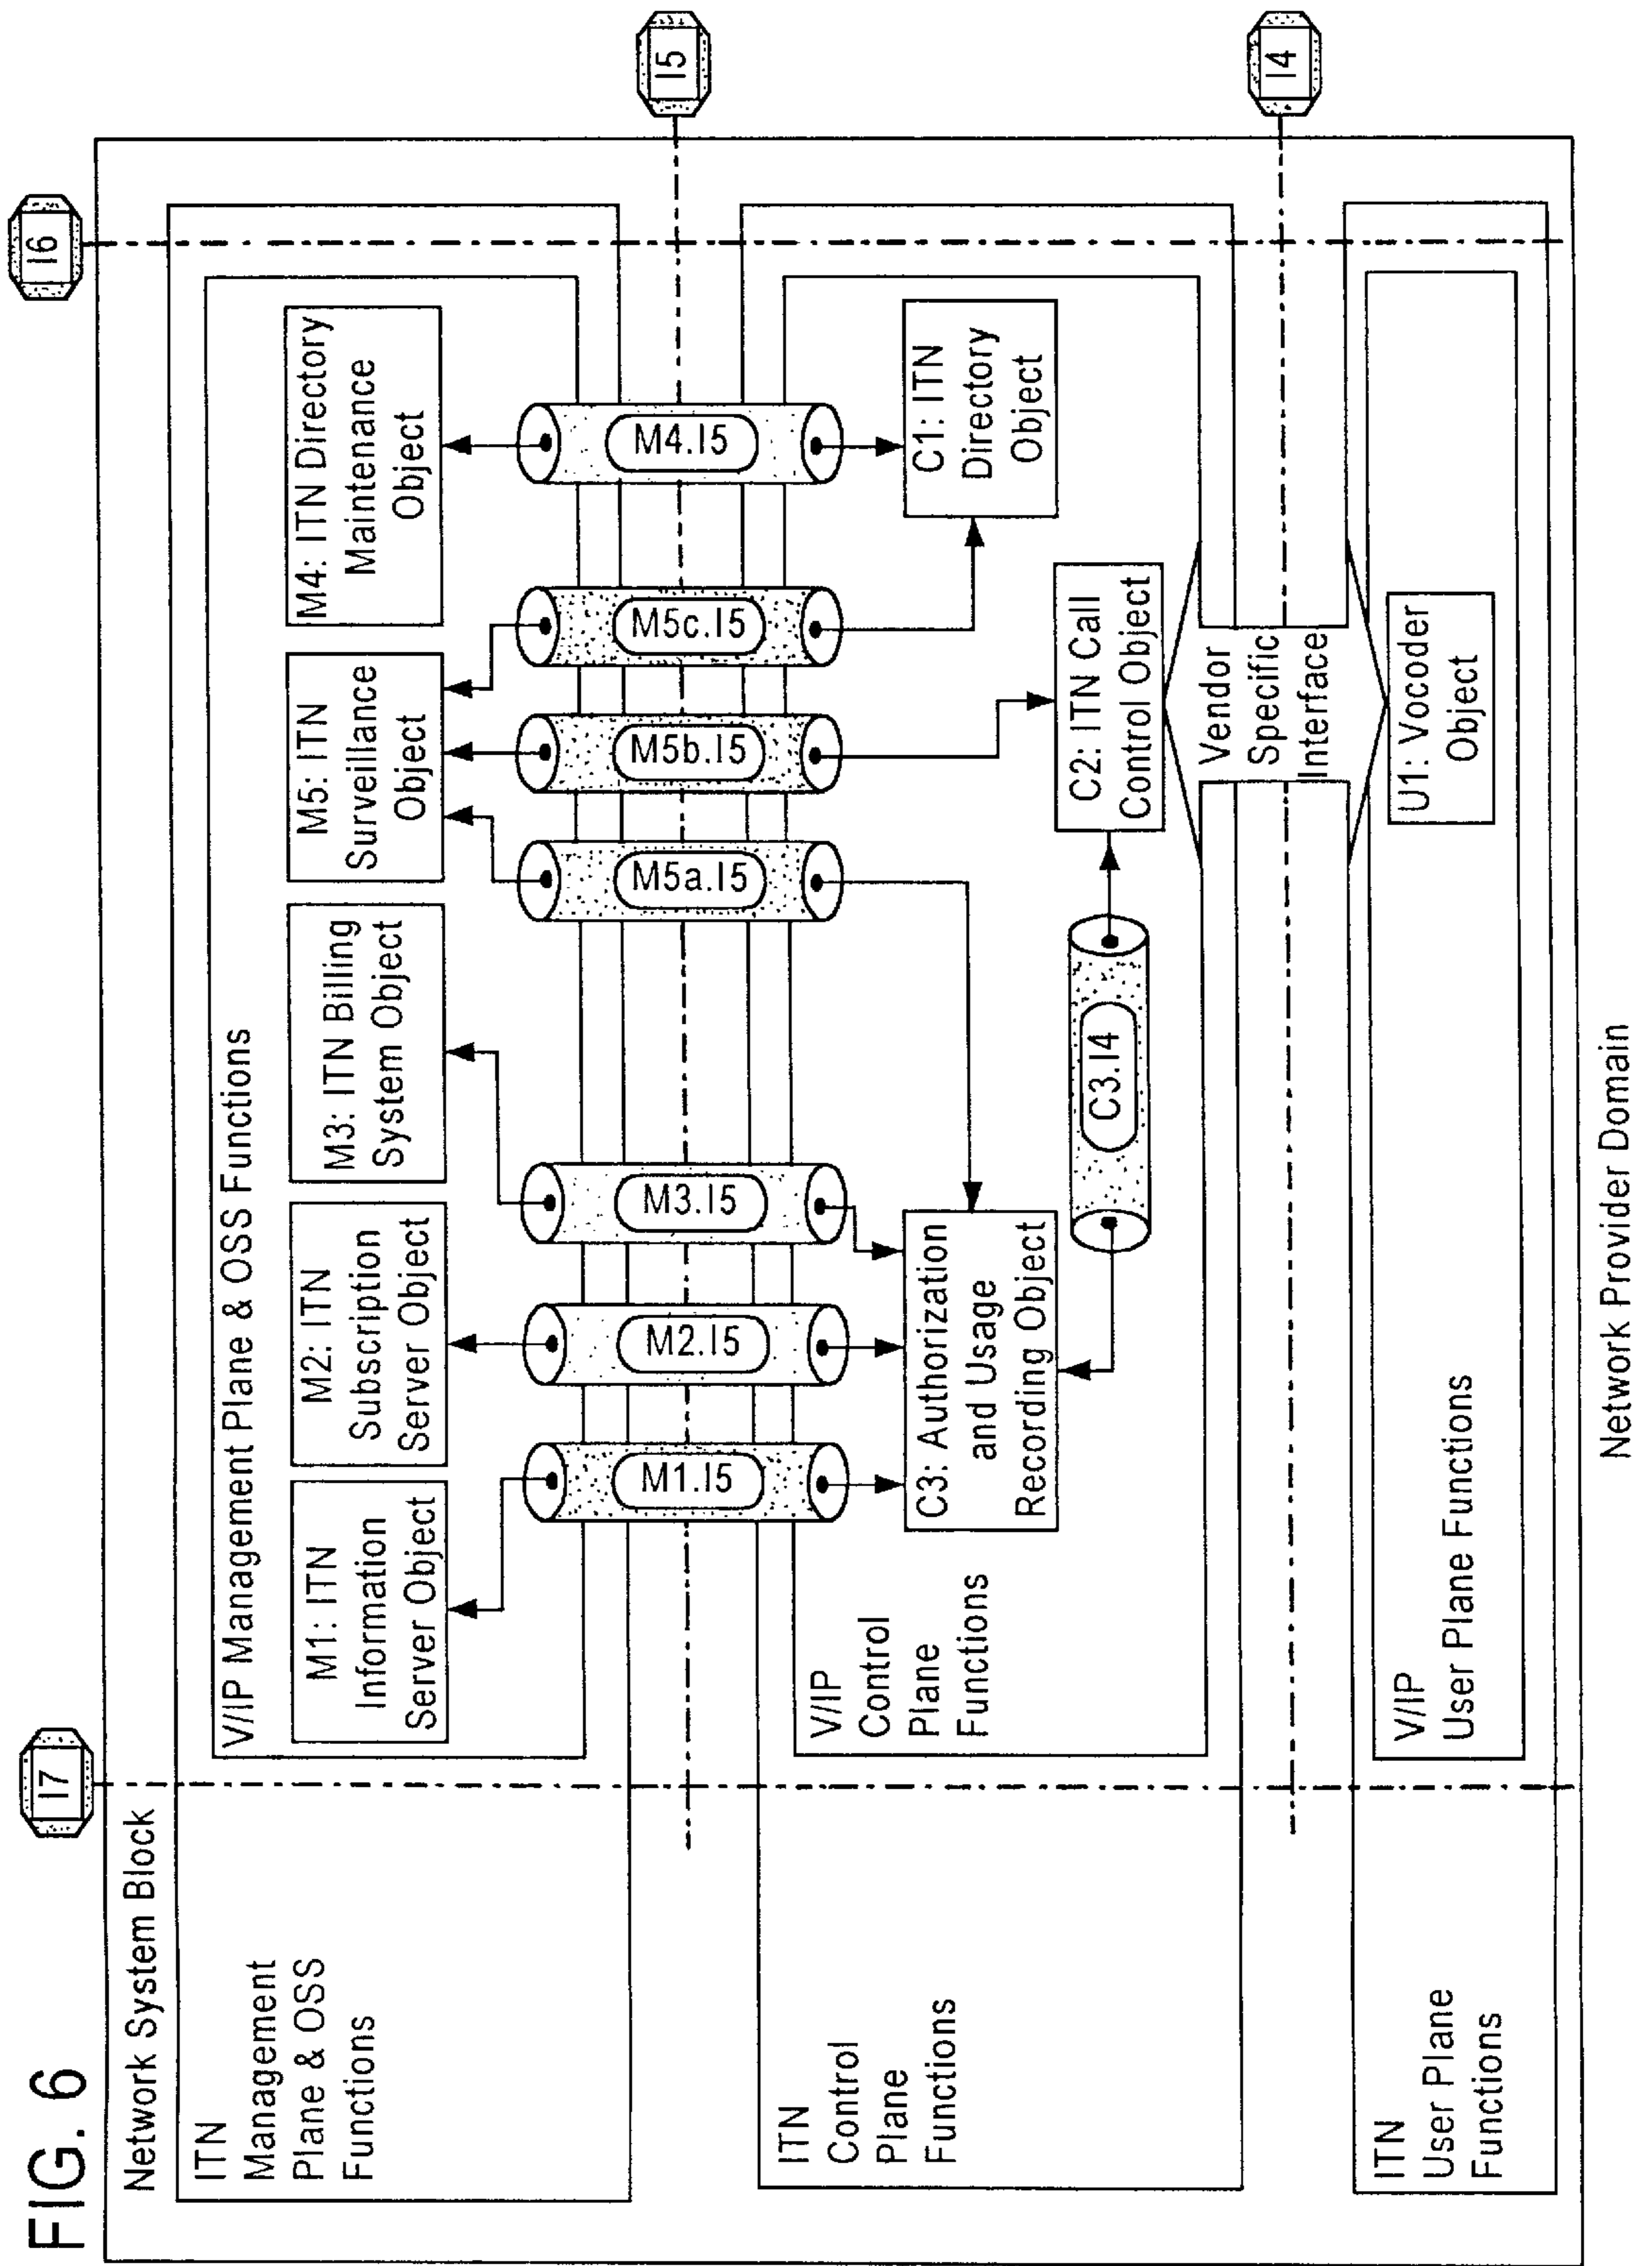 FIG. 6
I7
I6
Network System Block
I5
I4
ITN
Management
Plane & OSS
Functions
V/IP Management Plane & OSS Functions
M1: ITN
Information
Server Object
M2: ITN
Subscription
Server Object
M3: ITN Billing
System Object
M5: ITN
Surveillance
Object
M4: ITN Directory
Maintenance
Object
M1.I5
M2.I5
M3.I5
M5a.I5
M5b.I5
M5c.I5
M4.I5
ITN
Control
Plane
Functions
V/IP
Control
Plane
Functions
C3: Authorization
and Usage
Recording Object
C1: ITN
Directory
Object
C3.I4
C2: ITN Call
Control Object
Vendor
Specific
Interface
ITN
User Plane
Functions
V/IP
User Plane Functions
U1: Vocoder
Object
Network Provider Domain